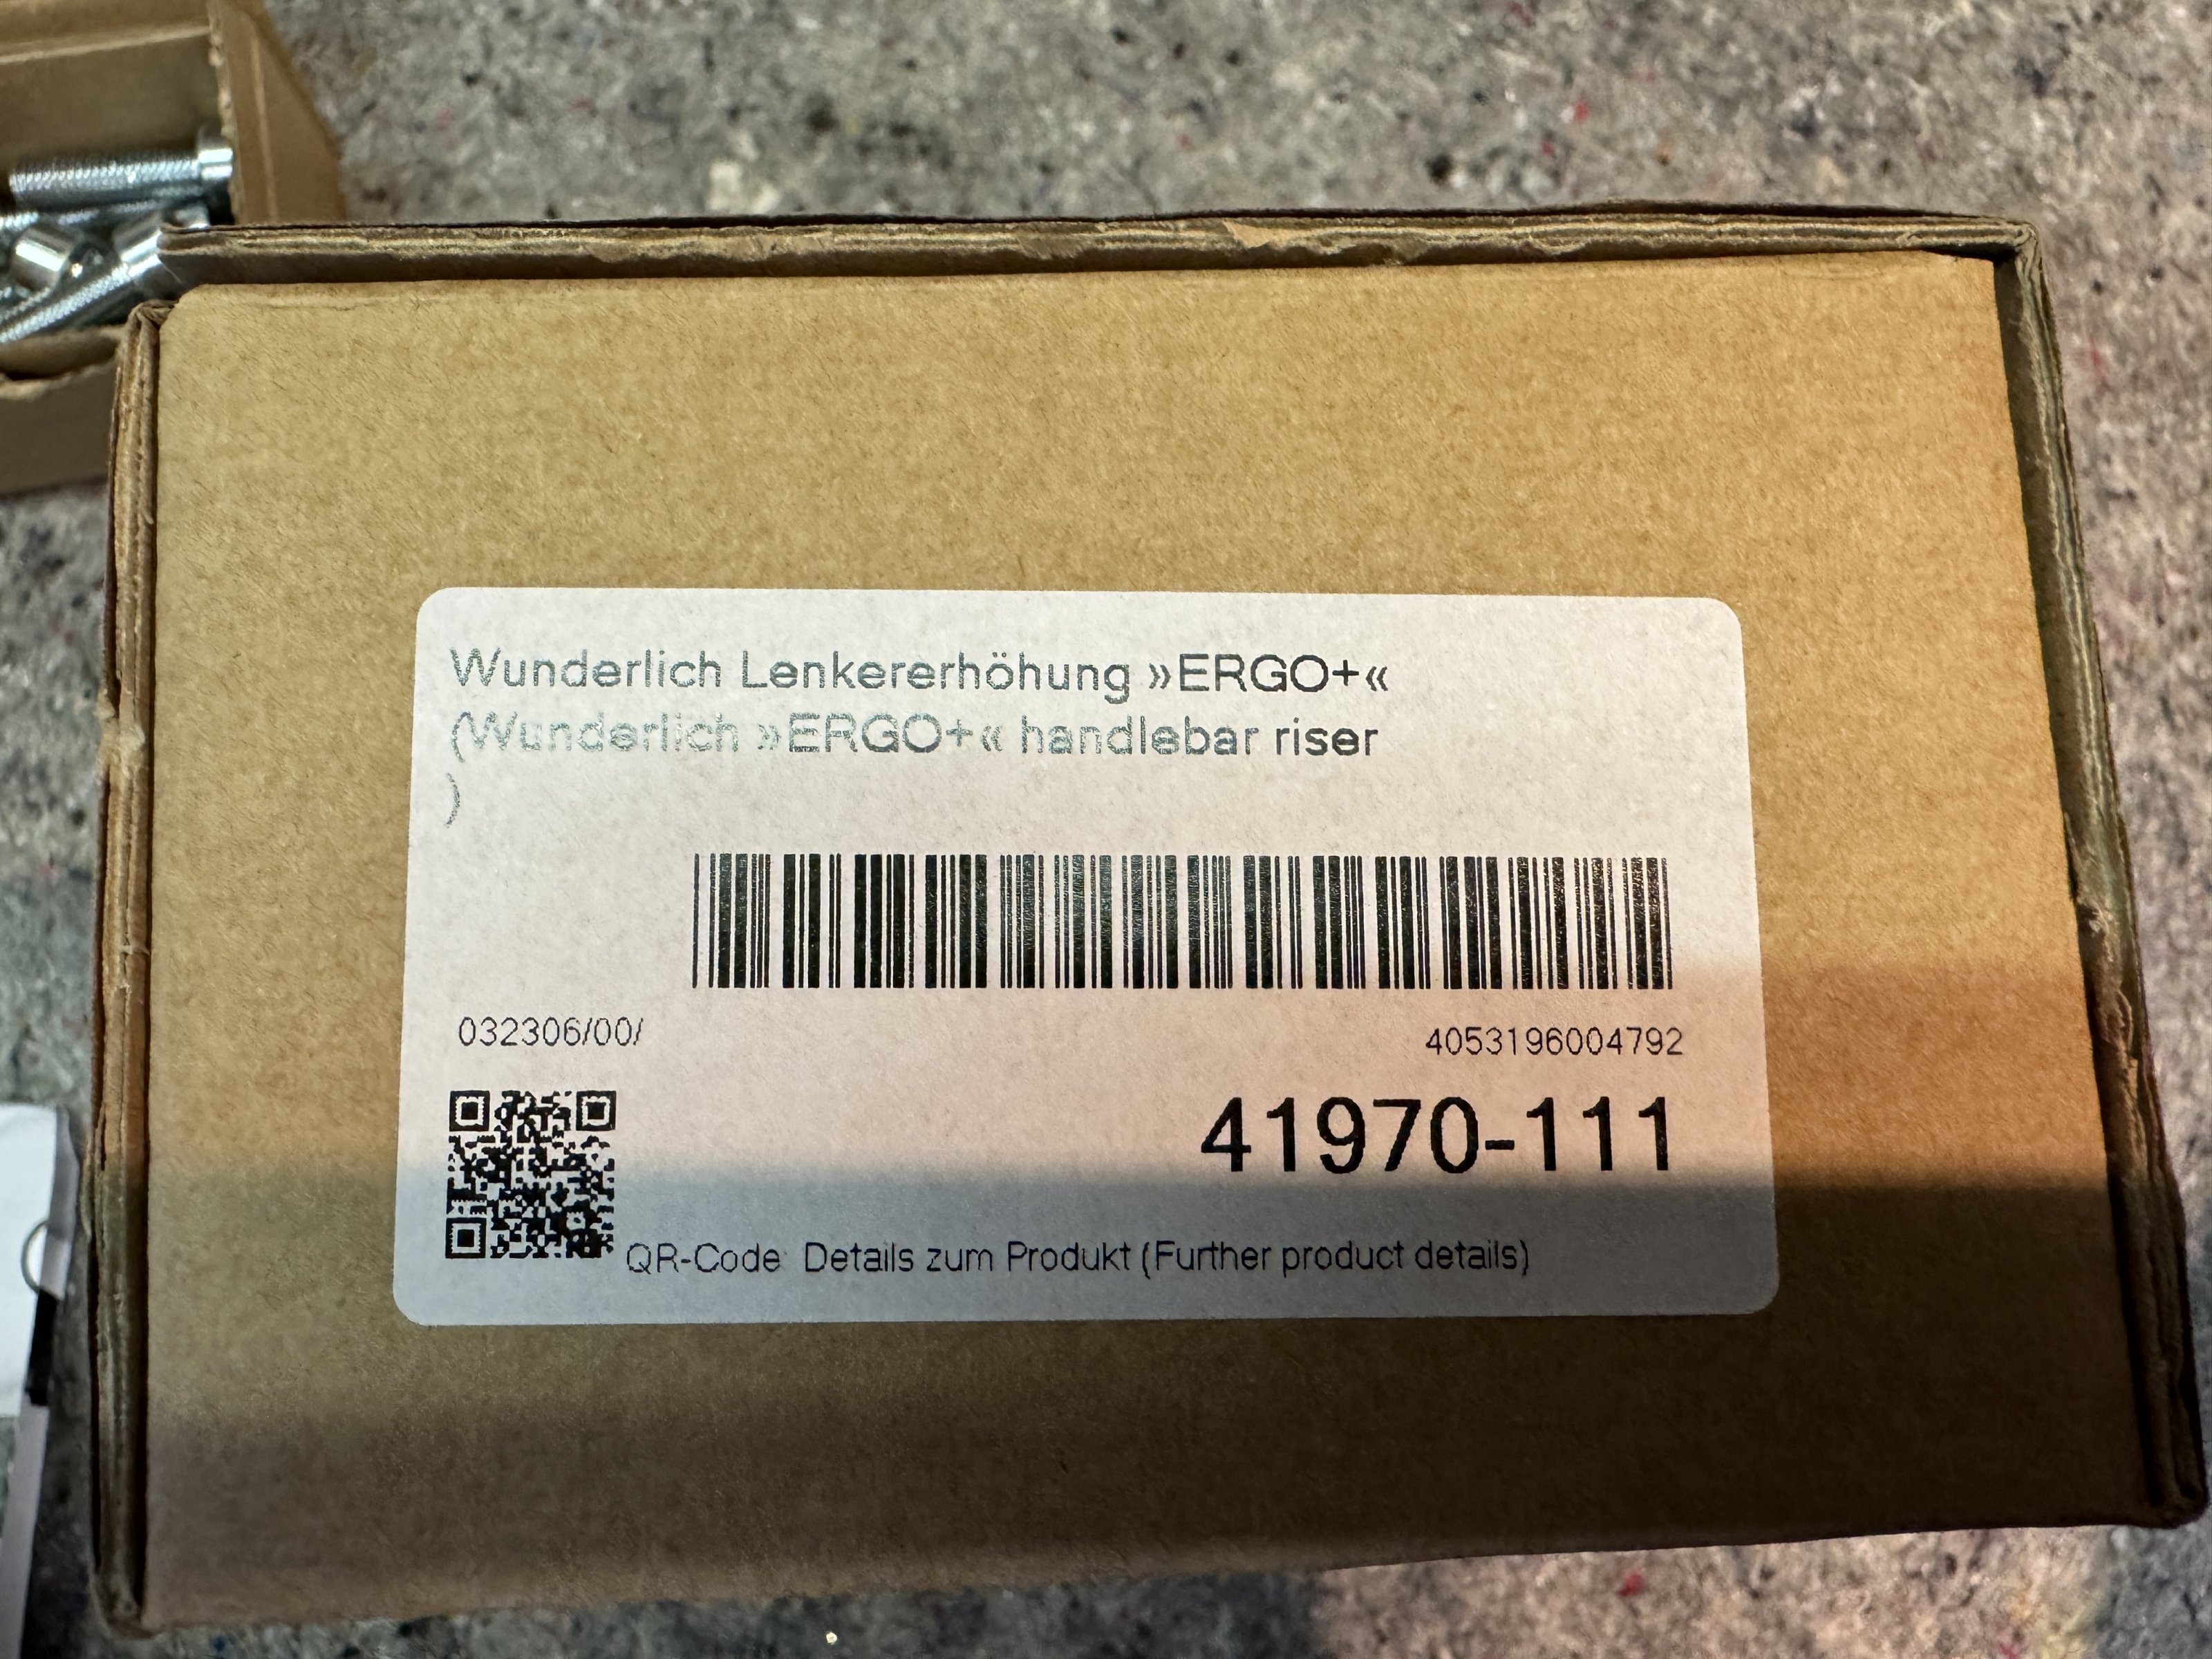 Wunderlich Lenkererhöhung »ERGO+«
(Wunderlich »ERGO+« handlebar riser
)
032306/00/
4053196004792
41970-111
QR-Code Details zum Produkt (Further product details)